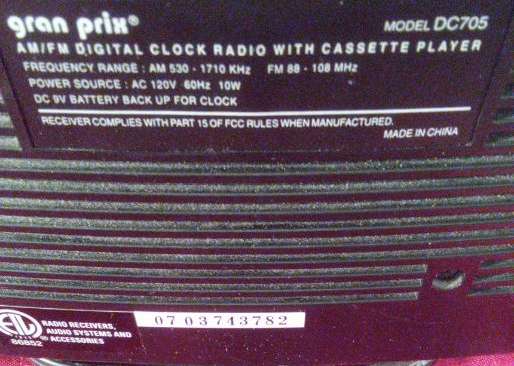 gran prix® MODEL DC705
AM/FM DIGITAL CLOCK RADIO WITH CASSETTE PLAYER
FREQUENCY RANGE : AM 530 - 1710 KHz FM 88 - 108 MHz
POWER SOURCE : AC 120V 60Hz 10W
DC 9V BATTERY BACK UP FOR CLOCK
RECEIVER COMPLIES WITH PART 15 OF FCC RULES WHEN MANUFACTURED.
MADE IN CHINA
07 03743782
RADIO RECEIVERS,
AUDIO SYSTEMS AND
ACCESSORIES
86852